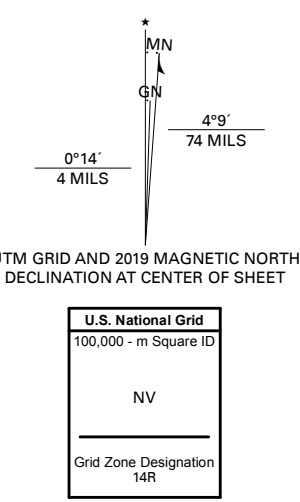 ★
MN
GN
4°9´
74 MILS
0°14´
4 MILS
UTM GRID AND 2019 MAGNETIC NORTH
DECLINATION AT CENTER OF SHEET
U.S. National Grid
100,000 - m Square ID
NV
Grid Zone Designation
14R